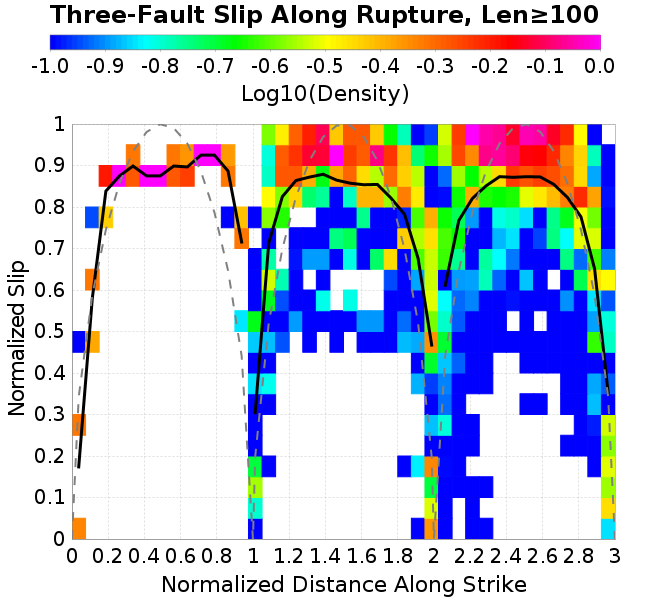 Three-Fault Slip Along Rupture, Len≥100
-1.0 -0.9 -0.8 -0.7 -0.6 -0.5 -0.4 -0.3 -0.2 -0.1 0.0
Log10(Density)
1
0.9
0.8
0.7
0.6
0.5
0.4
0.3
0.2
0.1
0
Normalized Slip
0 0.2 0.4 0.6 0.8 1 1.2 1.4 1.6 1.8 2 2.2 2.4 2.6 2.8 3
Normalized Distance Along Strike